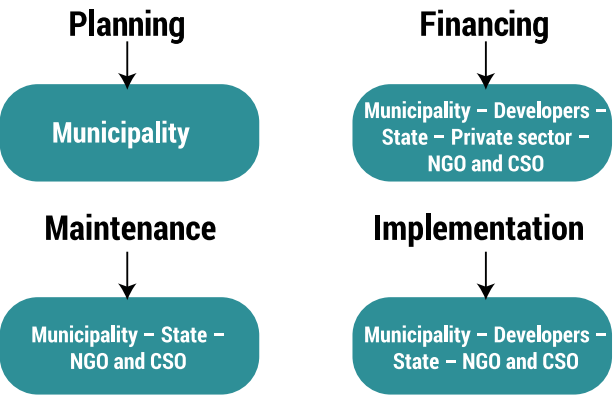 Planning
Municipality
Financing
Municipality – Developers –
State – Private sector –
NGO and CSO
Maintenance
Municipality – State –
NGO and CSO
Implementation
Municipality – Developers –
State – NGO and CSO